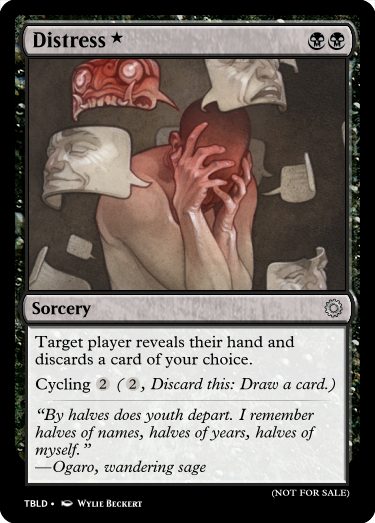 Distress ★
Sorcery
Target player reveals their hand and
discards a card of your choice.
Cycling 2 ( 2 , Discard this: Draw a card.)
“By halves does youth depart. I remember
halves of names, halves of years, halves of
myself.”
—Ogaro, wandering sage
TBLD • Wylie Beckert
(NOT FOR SALE)